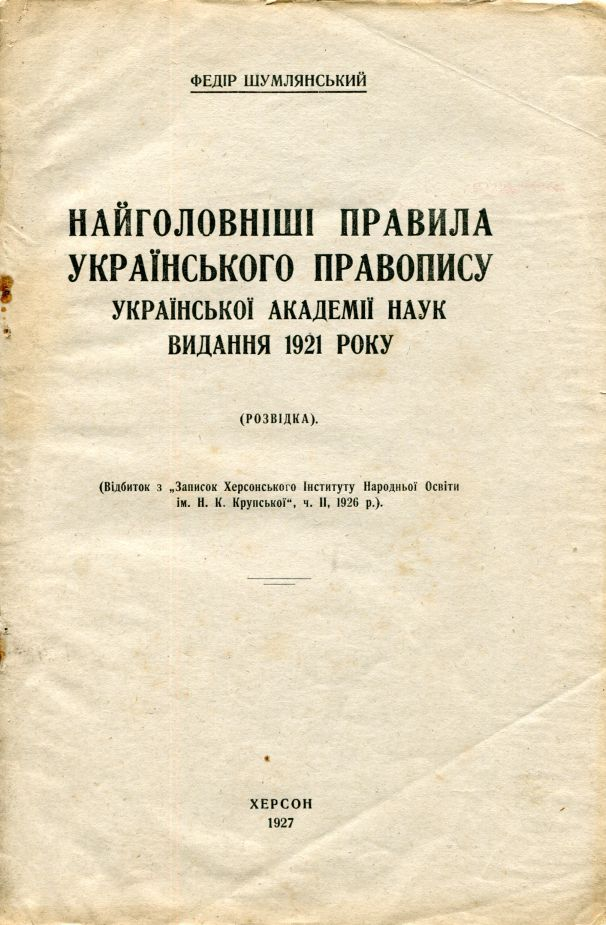 ФЕДІР ШУМЛЯНСЬКИЙ
НАЙГОЛОВНІШІ ПРАВИЛА
УКРАЇНСЬКОГО ПРАВОПИСУ
УКРАЇНСЬКОЇ АКАДЕМІЇ НАУК
ВИДАННЯ 1921 РОКУ
(РОЗВІДКА).
(Відбиток з „Записок Херсонського Інституту Народньої Освіти
ім. Н. К. Крупської“, ч. II, 1926 р.).
ХЕРСОН
1927